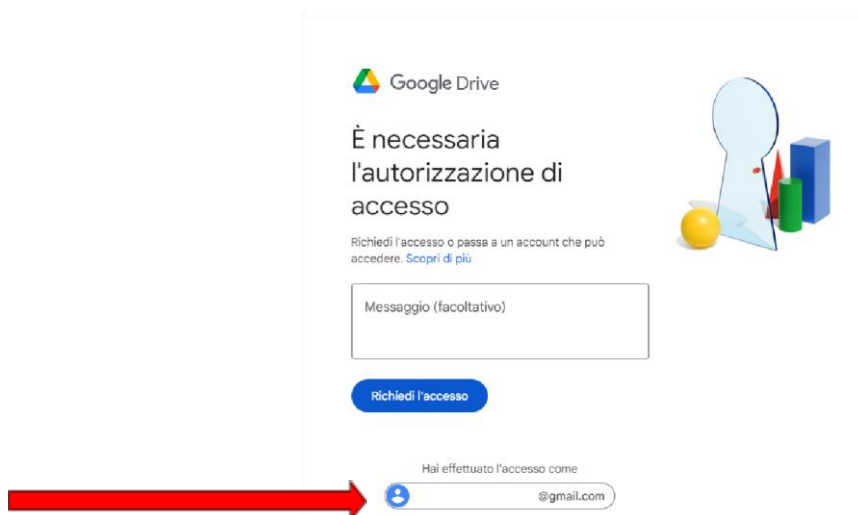 Google Drive
È necessaria
l'autorizzazione di
accesso
Richiedi l'accesso o passa a un account che può
accedere. Scopri di più
Messaggio (facoltativo)
Richiedi l'accesso
Hai effettuato l'accesso come
@gmail.com